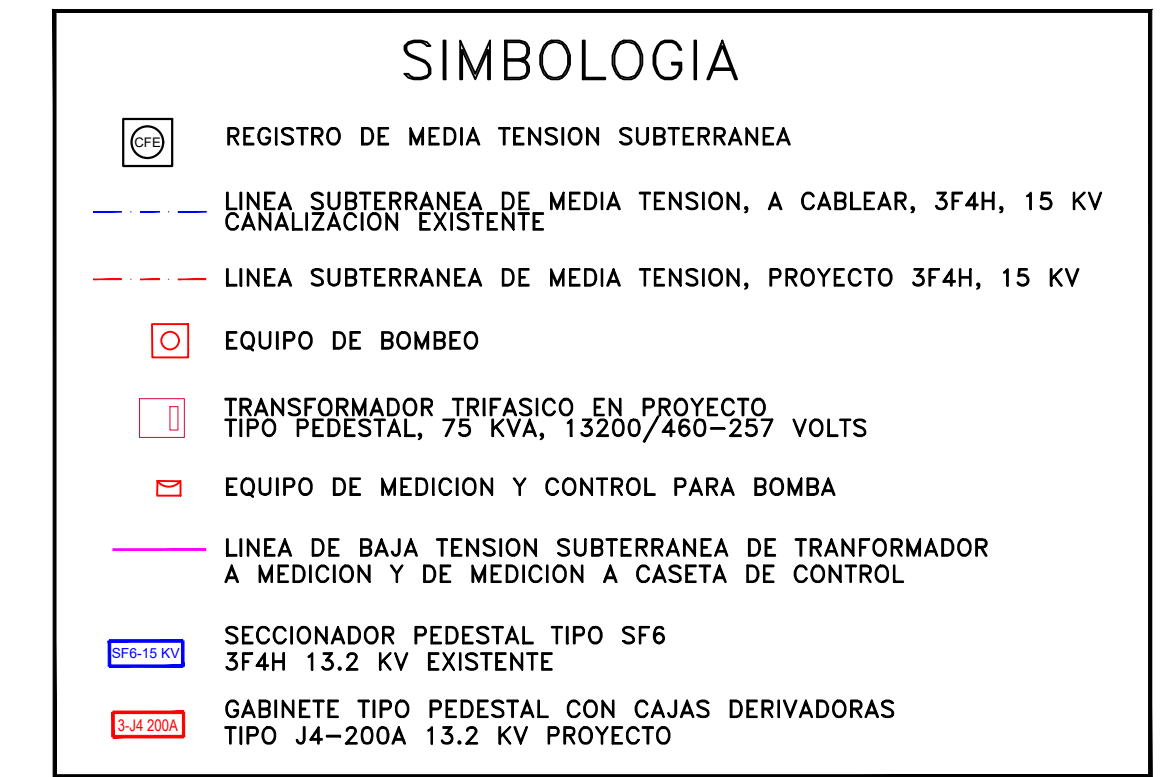 SIMBOLOGIA
CFE
REGISTRO DE MEDIA TENSION SUBTERRANEA
LINEA SUBTERRANEA DE MEDIA TENSION, A CABLEAR, 3F4H, 15 KV
CANALIZACION EXISTENTE
LINEA SUBTERRANEA DE MEDIA TENSION, PROYECTO 3F4H, 15 KV
EQUIPO DE BOMBEO
TRANSFORMADOR TRIFASICO EN PROYECTO
TIPO PEDESTAL, 75 KVA, 13200/460-257 VOLTS
EQUIPO DE MEDICION Y CONTROL PARA BOMBA
LINEA DE BAJA TENSION SUBTERRANEA DE TRANFORMADOR
A MEDICION Y DE MEDICION A CASETA DE CONTROL
SF6-15 KV
SECCIONADOR PEDESTAL TIPO SF6
3F4H 13.2 KV EXISTENTE
3-J4 200A
GABINETE TIPO PEDESTAL CON CAJAS DERIVADORAS
TIPO J4-200A 13.2 KV PROYECTO